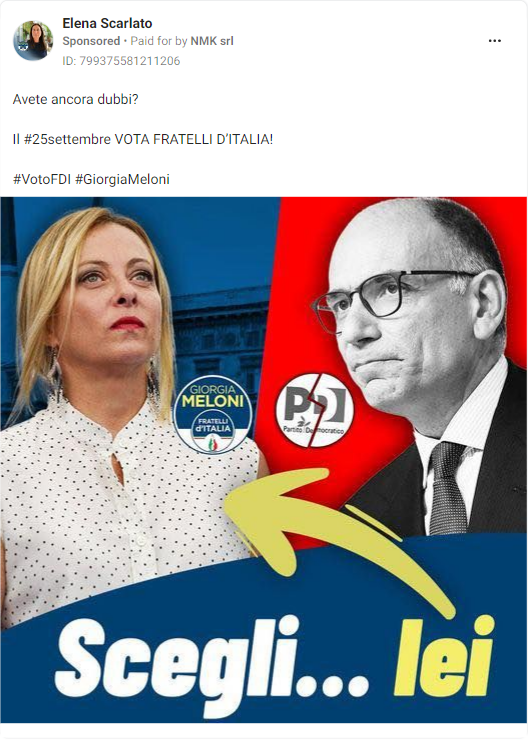 Elena Scarlato
Sponsored • Paid for by NMK srl
ID: 799375581211206
Avete ancora dubbi?
Il #25settembre VOTA FRATELLI D'ITALIA!
#VotoFDI #GiorgiaMeloni
GIORGIA
MELONI
FRATELLI
d'ITALIA
PD
Partito Democratico
Scegli... lei